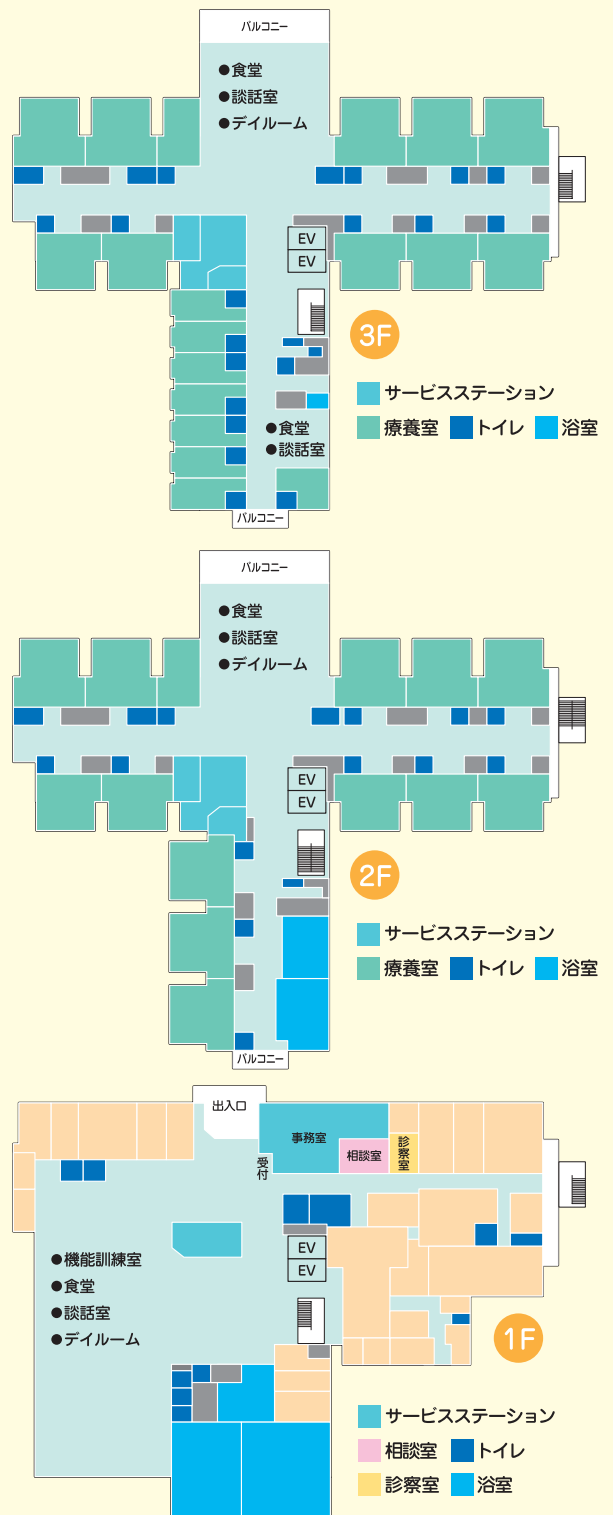 バルコニー
●食堂
●談話室
●デイルーム
EV
EV
3F
サービスステーション
療養室 トイレ 浴室
●食堂
●談話室
バルコニー
バルコニー
●食堂
●談話室
●デイルーム
EV
EV
2F
サービスステーション
療養室 トイレ 浴室
バルコニー
出入口
事務室
受付
相談室
診察室
EV
EV
●機能訓練室
●食堂
●談話室
●デイルーム
1F
サービスステーション
相談室 トイレ
診察室 浴室